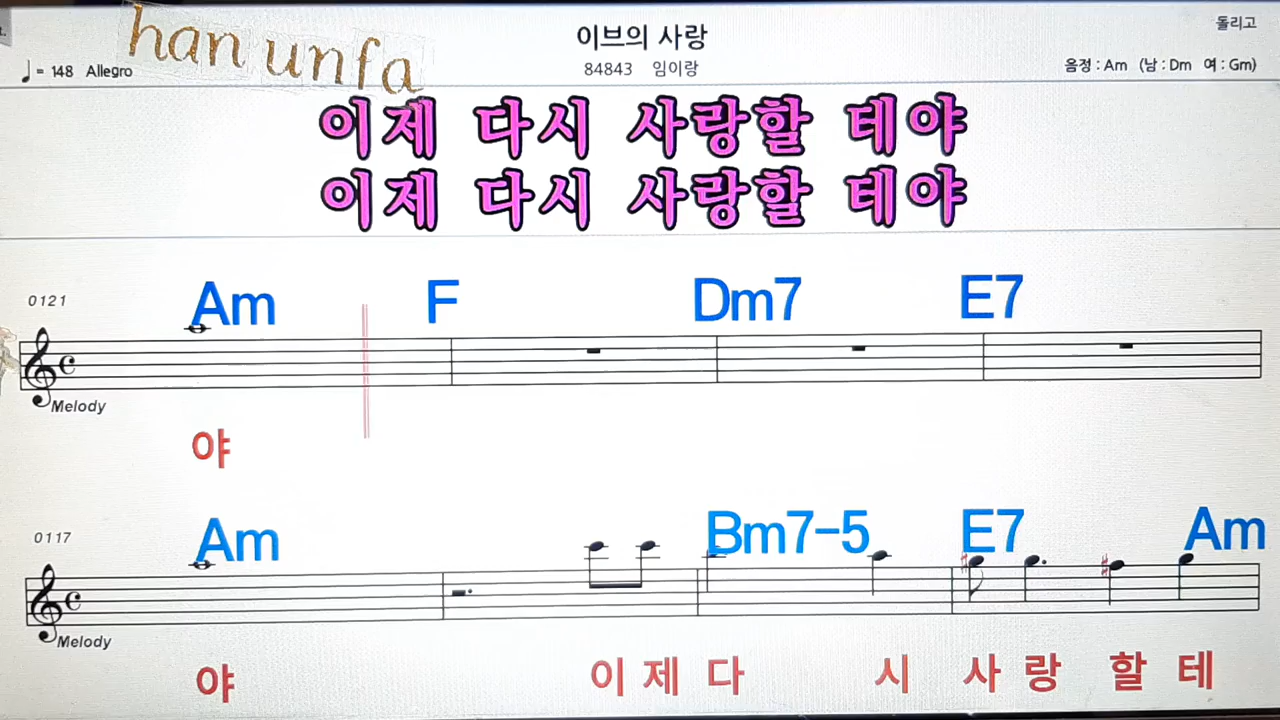 han unfa
이브의 사랑
돌리고
♩ = 148 Allegro
84843 임이랑
음정 : Am (남 : Dm 여 : Gm)
이제 다시 사랑할 테야
이제 다시 사랑할 테야
0121
Am F Dm7 E7
Melody
야
0117
Am Bm7-5 E7 Am
Melody
야 이 제 다 시 사 랑 할 테